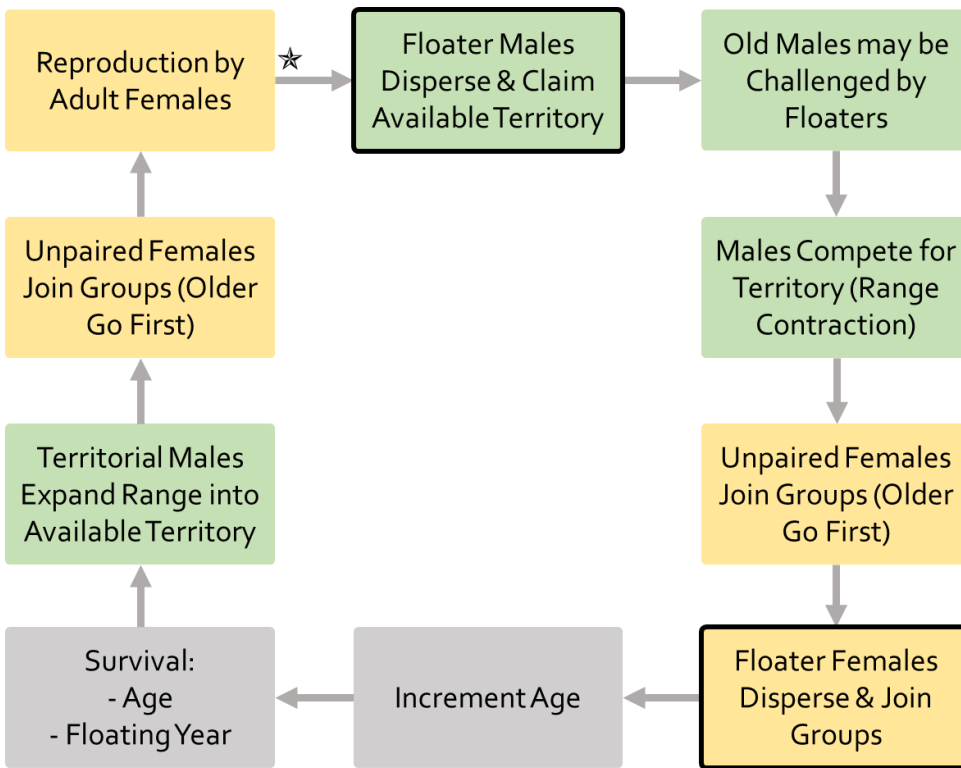 Reproduction by
Adult Females
Floater Males
Disperse & Claim
Available Territory
Old Males may be
Challenged by
Floaters
Unpaired Females
Join Groups (Older
Go First)
Males Compete for
Territory (Range
Contraction)
Territorial Males
Expand Range into
Available Territory
Unpaired Females
Join Groups (Older
Go First)
Survival:
- Age
- Floating Year
Increment Age
Floater Females
Disperse & Join
Groups